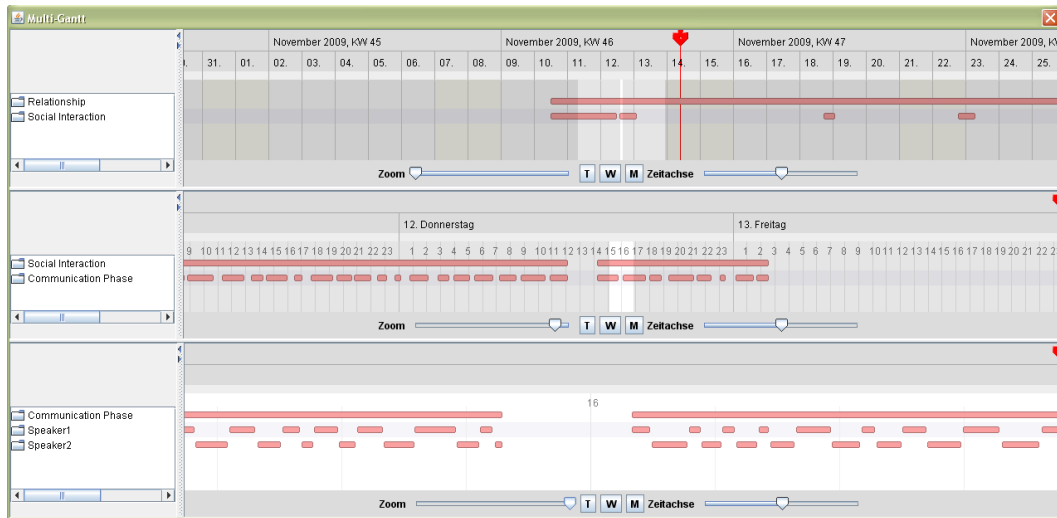 Multi-Gantt
November 2009, KW 45 November 2009, KW 46 November 2009, KW 47 November 2009, K
31. 01. 02. 03. 04. 05. 06. 07. 08. 09. 10. 11. 12. 13. 14. 15. 16. 17. 18. 19. 20. 21. 22. 23. 24. 25.
Relationship
Social Interaction
Zoom T W M Zeitachse
12. Donnerstag 13. Freitag
9 10 11 12 13 14 15 16 17 18 19 20 21 22 23 1 2 3 4 5 6 7 8 9 10 11 12 13 14 15 16 17 18 19 20 21 22 23 1 2 3 4 5 6 7 8 9 10 11 12 13 14 15 16 17 18 19 20 21 22
Social Interaction
Communication Phase
Zoom T W M Zeitachse
16
Communication Phase
Speaker1
Speaker2
Zoom T W M Zeitachse